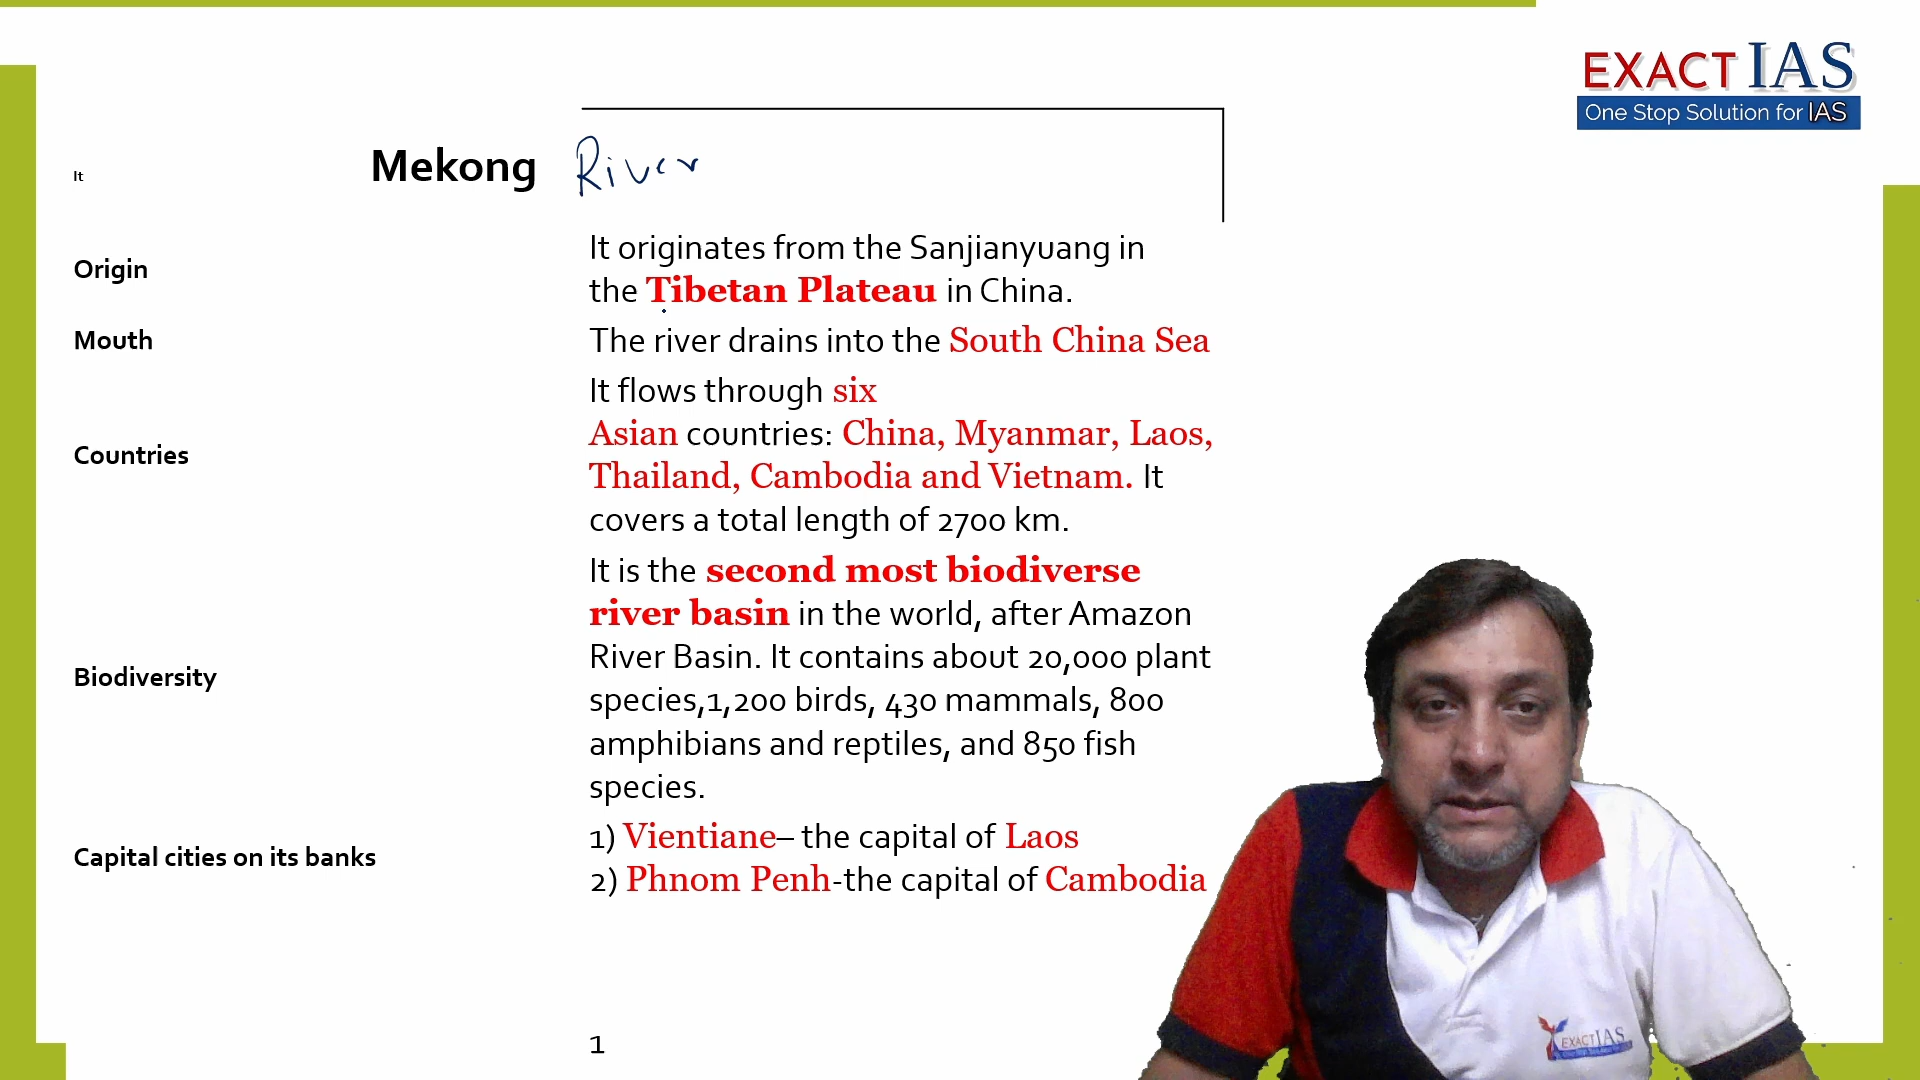 EXACT IAS
One Stop Solution for IAS
It
Mekong River
Origin
It originates from the Sanjianyuang in
the Tibetan Plateau in China.
Mouth
The river drains into the South China Sea
Countries
It flows through six
Asian countries: China, Myanmar, Laos,
Thailand, Cambodia and Vietnam. It
covers a total length of 2700 km.
Biodiversity
It is the second most biodiverse
river basin in the world, after Amazon
River Basin. It contains about 20,000 plant
species,1,200 birds, 430 mammals, 800
amphibians and reptiles, and 850 fish
species.
Capital cities on its banks
1) Vientiane– the capital of Laos
2) Phnom Penh-the capital of Cambodia
1
EXACT IAS